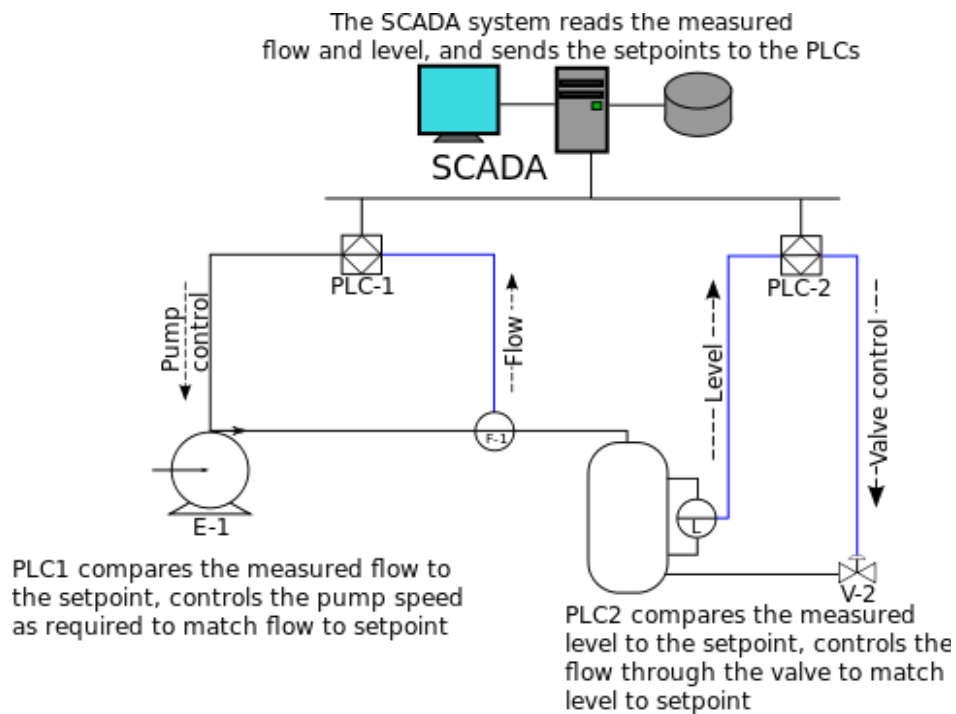 The SCADA system reads the measured
flow and level, and sends the setpoints to the PLCs
SCADA
PLC-1
PLC-2
Pump
control
Flow
Level
Valve control
F-1
L
E-1
V-2
PLC1 compares the measured flow to
the setpoint, controls the pump speed
as required to match flow to setpoint
PLC2 compares the measured
level to the setpoint, controls the
flow through the valve to match
level to setpoint